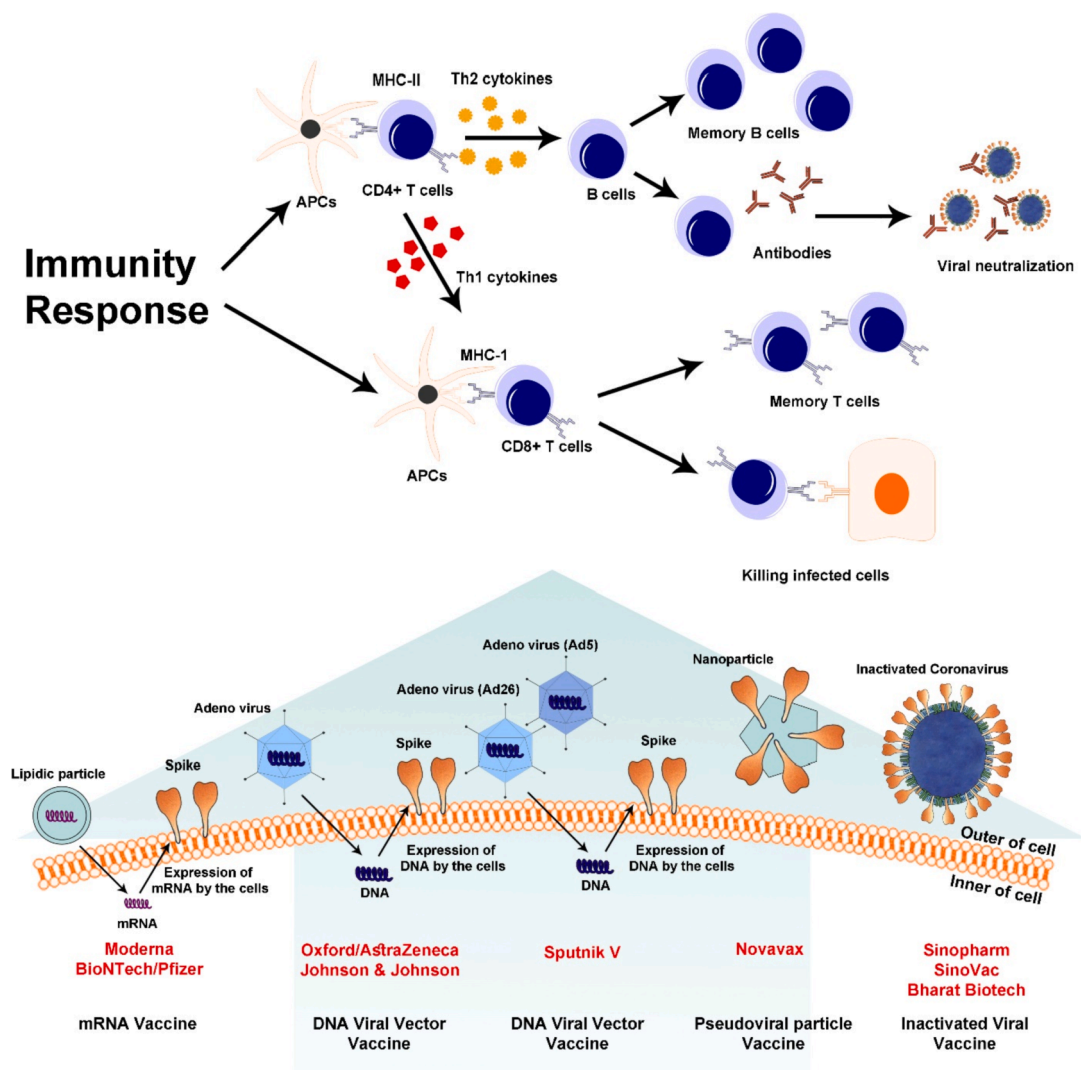 MHC-II
Th2 cytokines
Memory B cells
APCs
CD4+ T cells
B cells
Antibodies
Viral neutralization
Immunity
Response
Th1 cytokines
MHC-1
Memory T cells
CD8+ T cells
APCs
Killing infected cells
Adeno virus (Ad5)
Nanoparticle
Inactivated Coronavirus
Adeno virus
Adeno virus (Ad26)
Lipidic particle
Spike
Spike
Spike
Outer of cell
Inner of cell
Expression of
mRNA by the cells
mRNA
Expression of
DNA by the cells
DNA
Expression of
DNA by the cells
DNA
Moderna
BioNTech/Pfizer
Oxford/AstraZeneca
Johnson & Johnson
Sputnik V
Novavax
Sinopharm
SinoVac
Bharat Biotech
mRNA Vaccine
DNA Viral Vector
Vaccine
DNA Viral Vector
Vaccine
Pseudoviral particle
Vaccine
Inactivated Viral
Vaccine